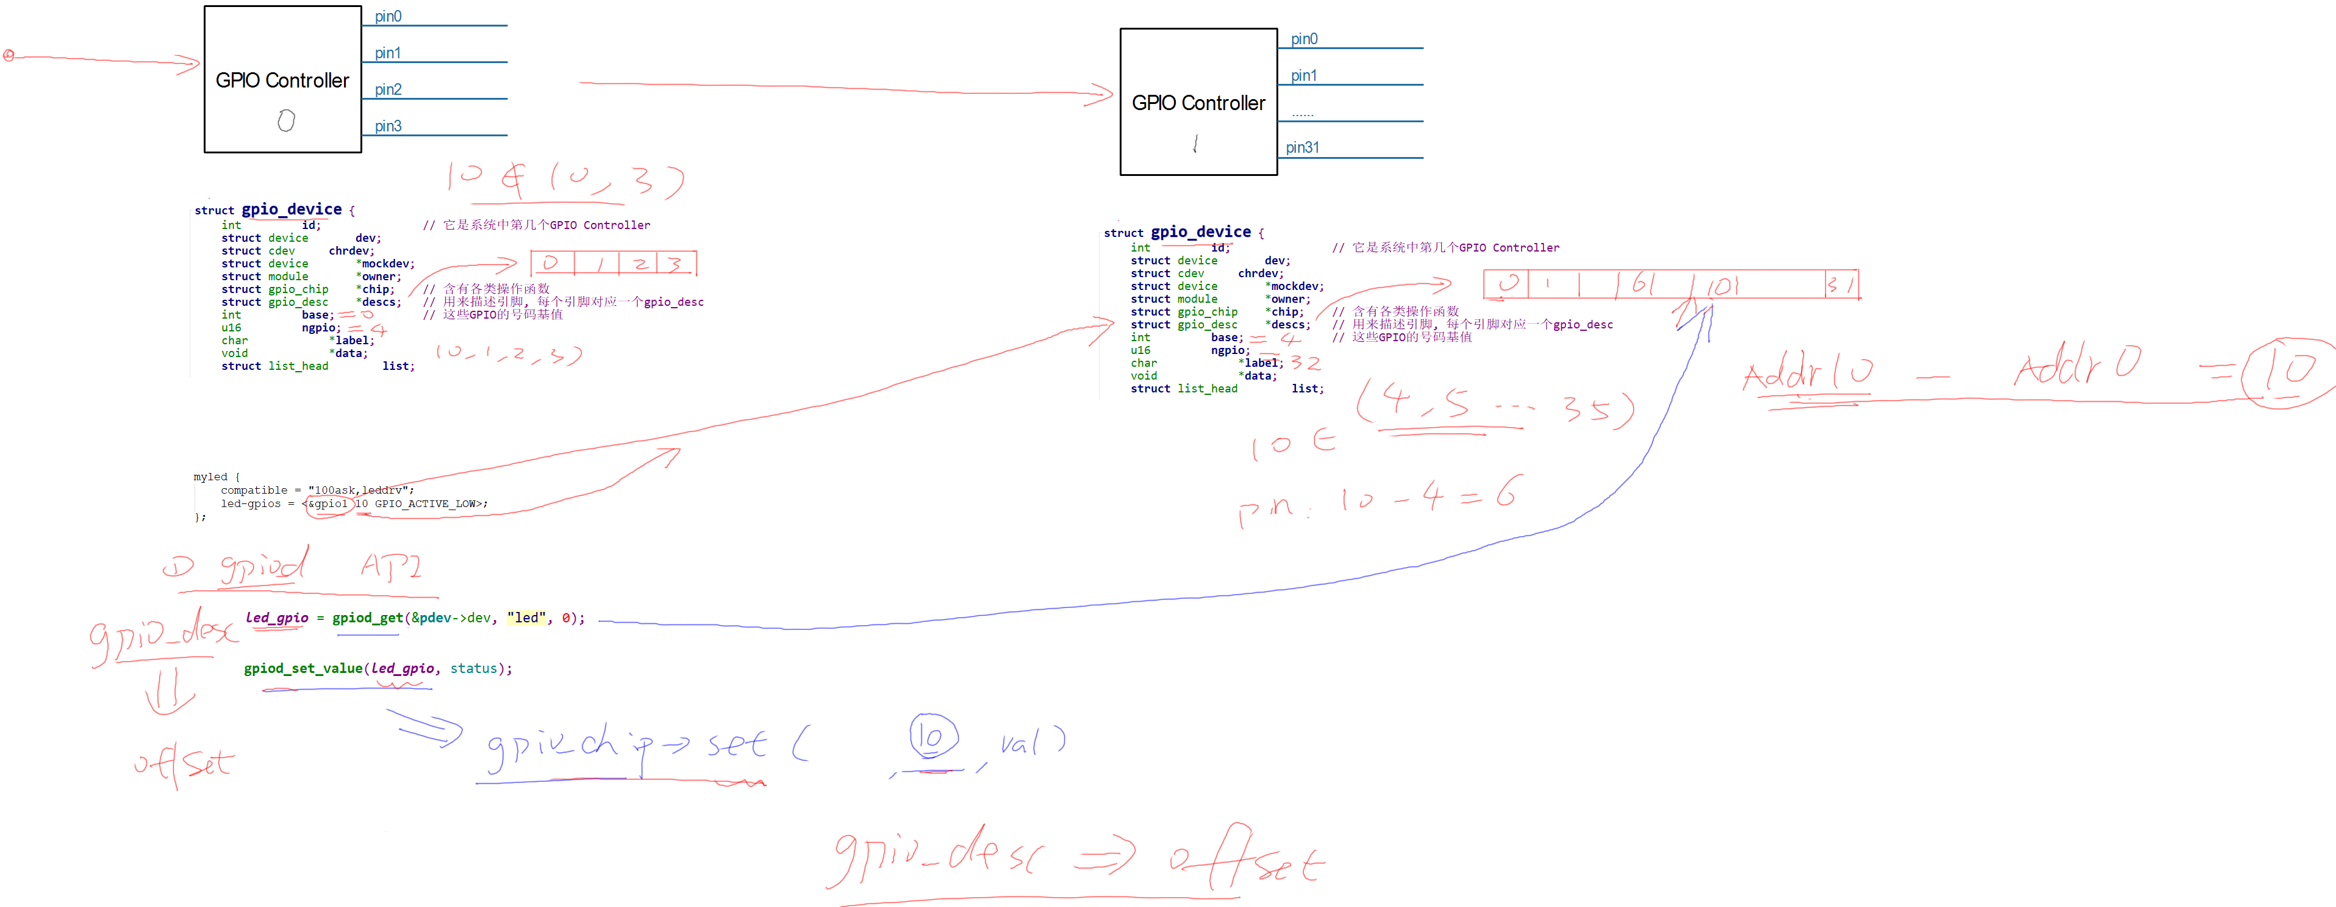 pin0
pin1
pin2
pin3
GPIO Controller
0
pin0
pin1
......
pin31
GPIO Controller
1
10 ∉ (0, 3)
struct gpio_device {
int id; // 它是系统中第几个GPIO Controller
struct device dev;
struct cdev chrdev;
struct device *mockdev;
struct module *owner;
struct gpio_chip *chip; // 含有各类操作函数
struct gpio_desc *descs; // 用来描述引脚, 每个引脚对应一个gpio_desc
int base; = 0 // 这些GPIO的号码基值
u16 ngpio; = 4
char *label;
void *data;
struct list_head list;
0 1 2 3
(0, 1, 2, 3)
struct gpio_device {
int id; // 它是系统中第几个GPIO Controller
struct device dev;
struct cdev chrdev;
struct device *mockdev;
struct module *owner;
struct gpio_chip *chip; // 含有各类操作函数
struct gpio_desc *descs; // 用来描述引脚, 每个引脚对应一个gpio_desc
int base; = 4 // 这些GPIO的号码基值
u16 ngpio; = 32
char *label;
void *data;
struct list_head list;
0 1 6 10 31
Addr10 - Addr0 = 10
10 ∈ (4, 5 ... 35)
pin: 10 - 4 = 6
myled {
compatible = "100ask,leddrv";
led-gpios = <&gpio1 10 GPIO_ACTIVE_LOW>;
};
① gpiod API
led_gpio = gpiod_get(&pdev->dev, "led", 0);
gpio_desc
gpiod_set_value(led_gpio, status);
offset
gpio_chip->set( , 10, val)
gpio_desc => offset